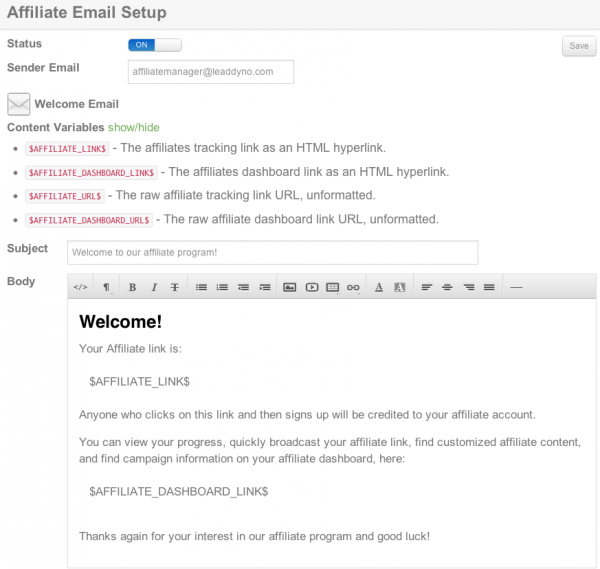 Affiliate Email Setup
Status ON Save
Sender Email affiliatemanager@leaddyno.com
Welcome Email
Content Variables show/hide
• $AFFILIATE_LINK$ - The affiliates tracking link as an HTML hyperlink.
• $AFFILIATE_DASHBOARD_LINK$ - The affiliates dashboard link as an HTML hyperlink.
• $AFFILIATE_URL$ - The raw affiliate tracking link URL, unformatted.
• $AFFILIATE_DASHBOARD_URL$ - The raw affiliate dashboard link URL, unformatted.
Subject Welcome to our affiliate program!
Body </> ¶ B I T A A
Welcome!
Your Affiliate link is:
$AFFILIATE_LINK$
Anyone who clicks on this link and then signs up will be credited to your affiliate account.
You can view your progress, quickly broadcast your affiliate link, find customized affiliate content,
and find campaign information on your affiliate dashboard, here:
$AFFILIATE_DASHBOARD_LINK$
Thanks again for your interest in our affiliate program and good luck!